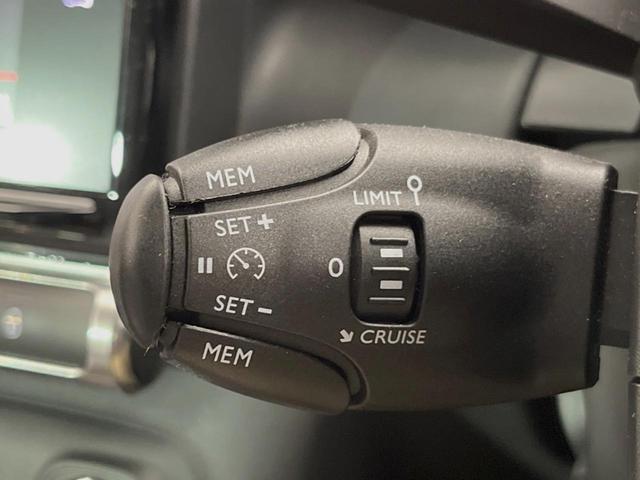 MEM
LIMIT
SET +
0
SET -
CRUISE
MEM